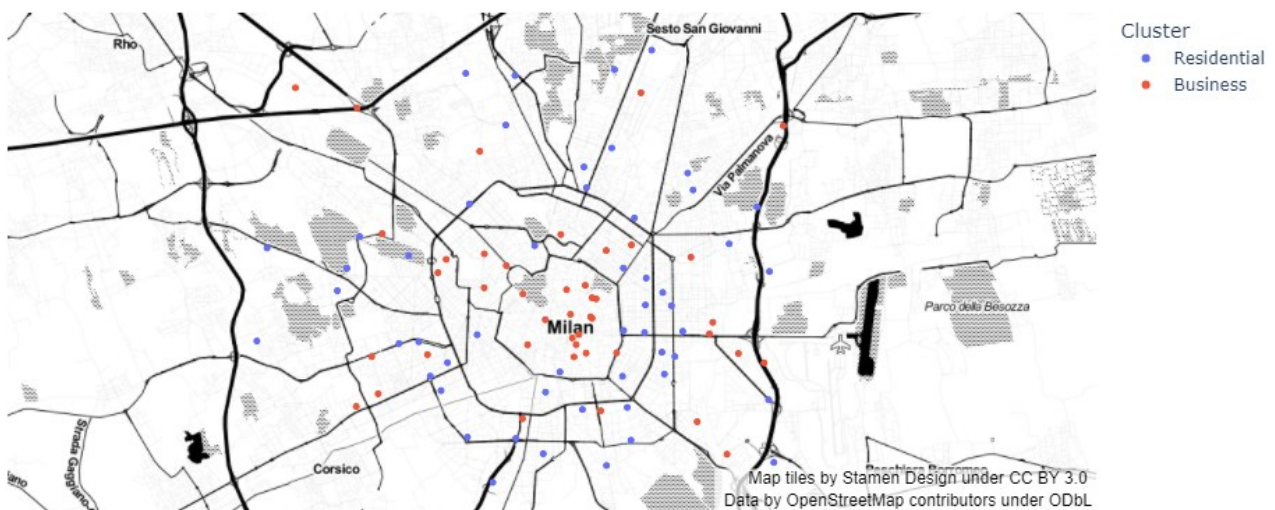 Cluster
Residential
Business
Rho
Sesto San Giovanni
Via Palmanova
Parco della Besozza
Milan
Strada Gaggiano
Corsico
Map tiles by Stamen Design under CC BY 3.0
Data by OpenStreetMap contributors under ODbL